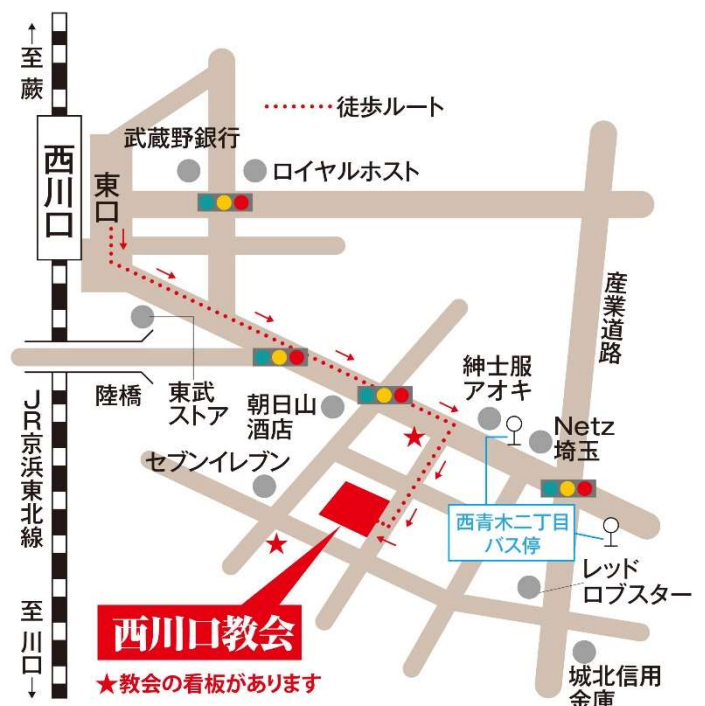 ↑至蕨
西川口
東口
徒歩ルート
武蔵野銀行
ロイヤルホスト
産業道路
陸橋
東武
ストア
朝日山
酒店
紳士服
アオキ
Netz
埼玉
セブンイレブン
西青木二丁目
バス停
レッド
ロブスター
JR京浜東北線
至川口↓
西川口教会
★教会の看板があります
城北信用
金庫